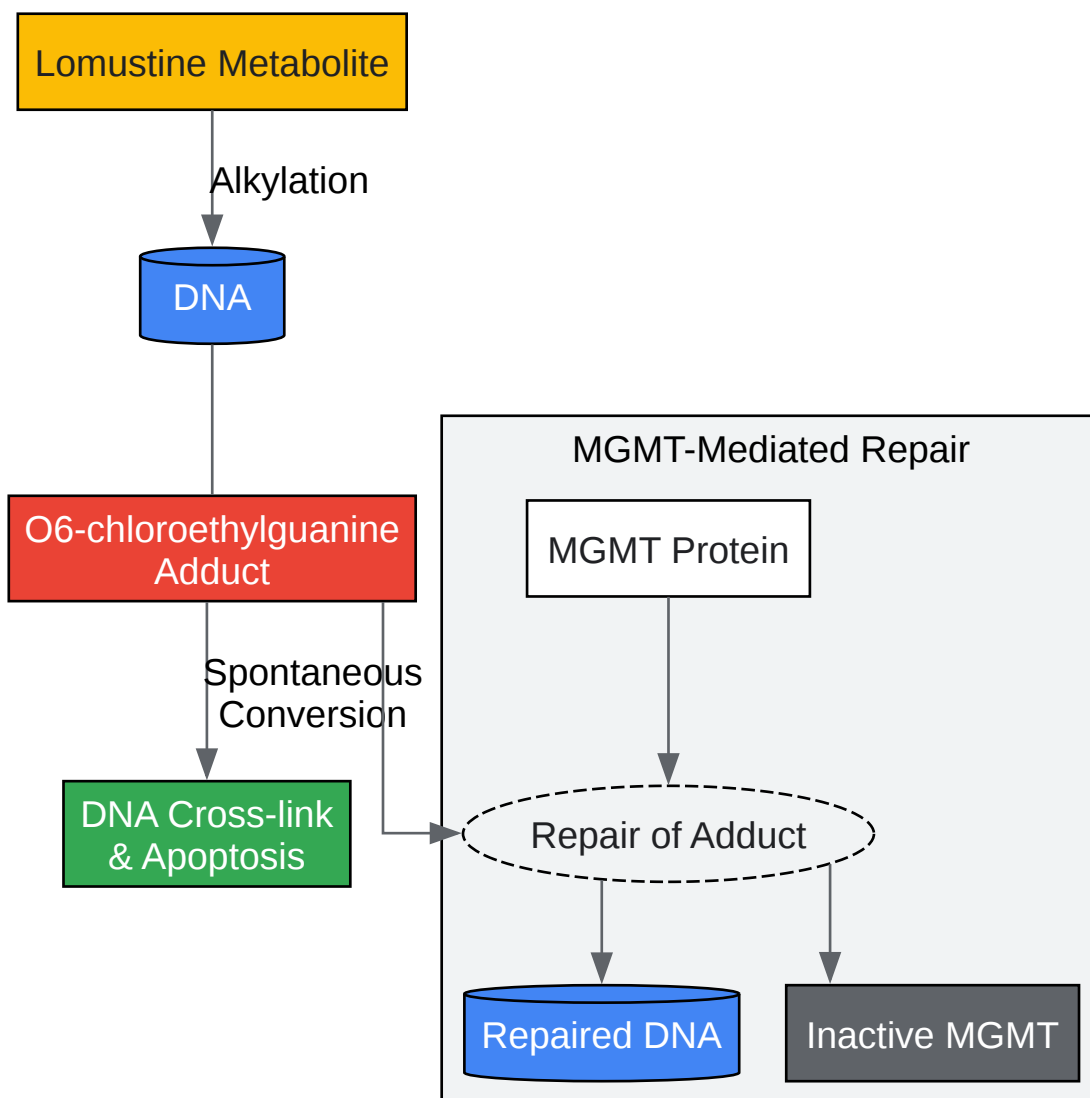 Lomustine Metabolite
Alkylation
DNA
MGMT-Mediated Repair
O6-chloroethylguanine
Adduct
MGMT Protein
Spontaneous
Conversion
DNA Cross-link
& Apoptosis
Repair of Adduct
Repaired DNA
Inactive MGMT